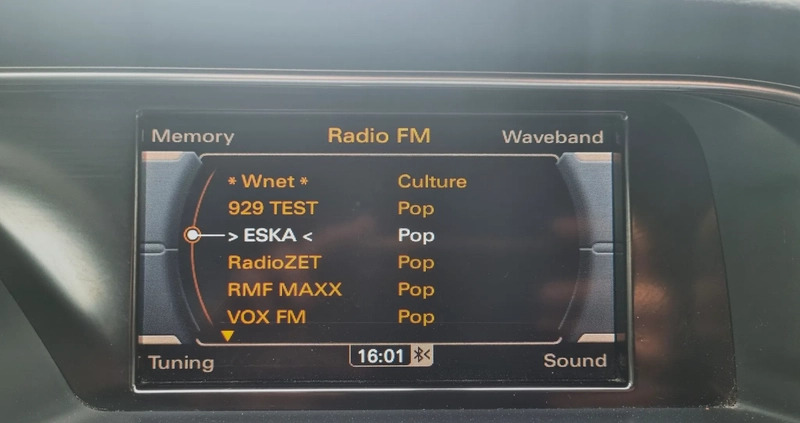 Memory Radio FM Waveband
* Wnet * Culture
929 TEST Pop
> ESKA < Pop
RadioZET Pop
RMF MAXX Pop
VOX FM Pop
16:01
Tuning Sound